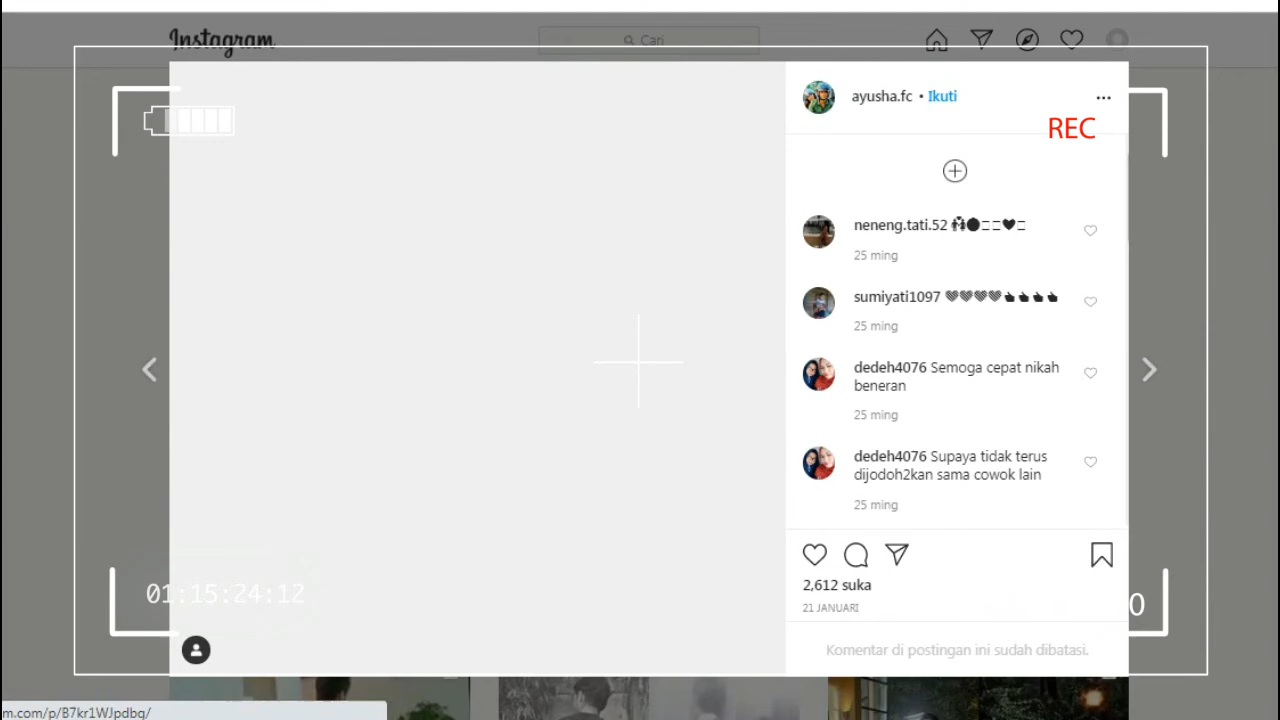 Instagram
Cari
ayusha.fc • Ikuti
REC
neneng.tati.52
25 ming
sumiyati1097
25 ming
dedeh4076 Semoga cepat nikah
beneran
25 ming
dedeh4076 Supaya tidak terus
dijodoh2kan sama cowok lain
25 ming
2,612 suka
01:15:24:12
0
21 JANUARI
Komentar di postingan ini sudah dibatasi.
m.com/p/B7kr1WJpdbq/